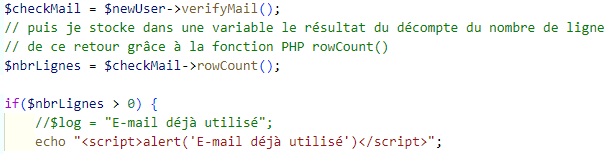 $checkMail = $newUser->verifyMail();
// puis je stocke dans une variable le résultat du décompte du nombre de ligne
// de ce retour grâce à la fonction PHP rowCount()
$nbrLignes = $checkMail->rowCount();
if($nbrLignes > 0) {
//$log = "E-mail déjà utilisé";
echo "<script>alert('E-mail déjà utilisé')</script>";